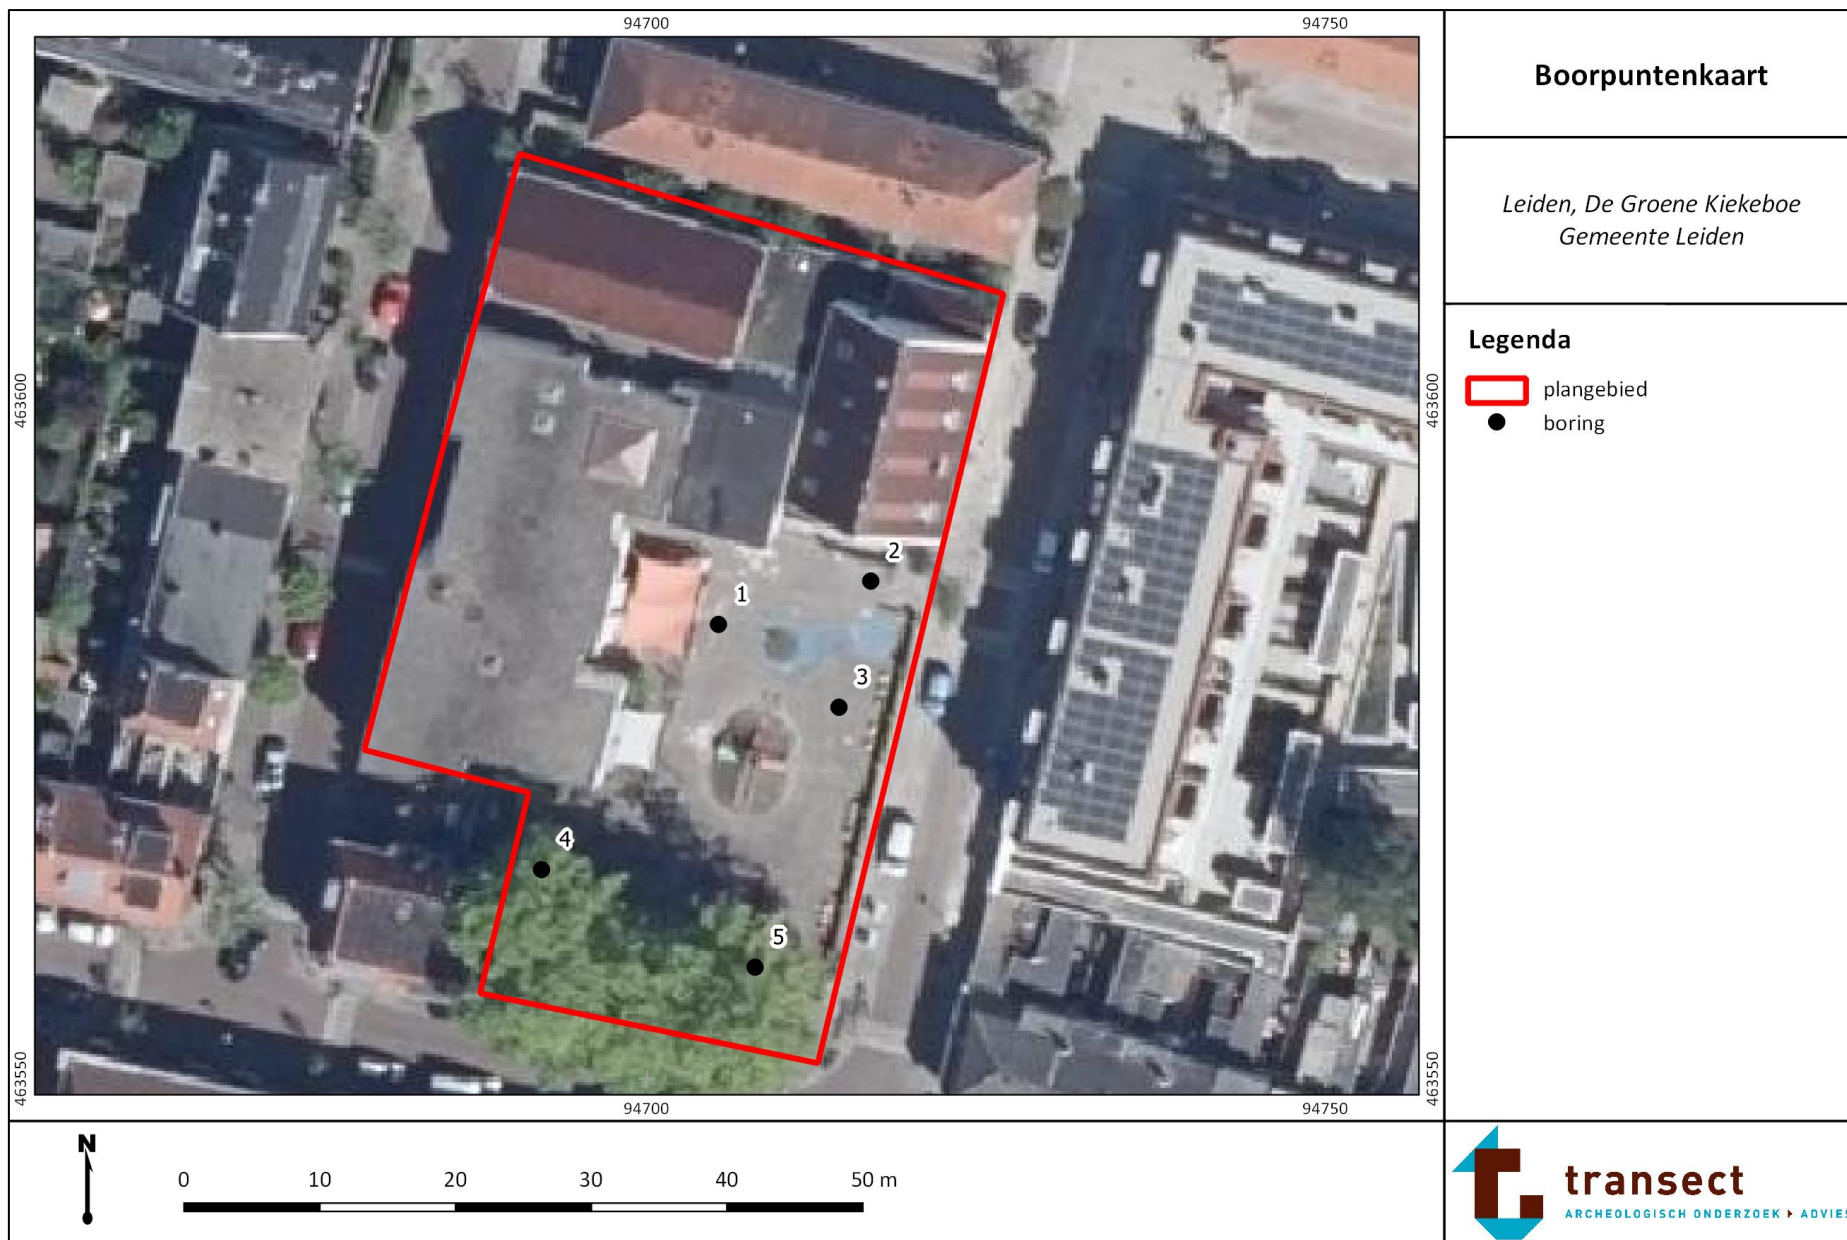 94700
94750
Boorpuntenkaart
Leiden, De Groene Kiekeboe
Gemeente Leiden
Legenda
plangebied
boring
463600
463600
2
1
3
4
5
463550
463550
94700
94750
N
0 10 20 30 40 50 m
transect
ARCHEOLOGISCH ONDERZOEK ADVIES